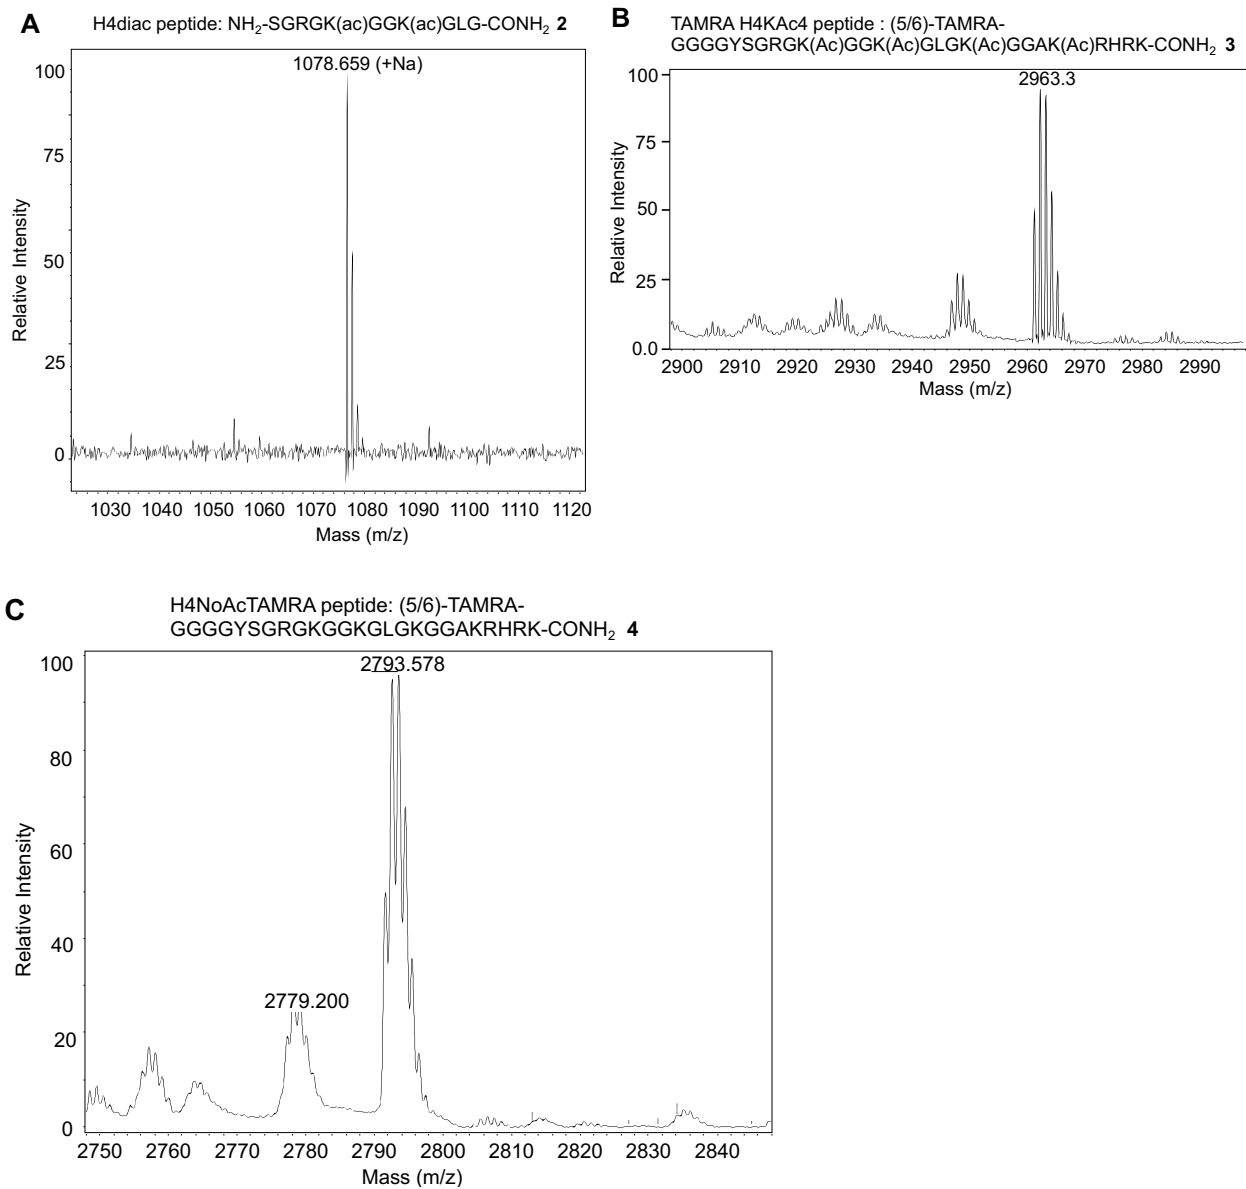 A
H4diac peptide: NH2-SGRGK(ac)GGK(ac)GLG-CONH2 2
1078.659 (+Na)
100
75
50
25
0
Relative Intensity
1030 1040 1050 1060 1070 1080 1090 1100 1110 1120
Mass (m/z)
B
TAMRA H4KAc4 peptide : (5/6)-TAMRA-
GGGGYSGRGK(Ac)GGK(Ac)GLGK(Ac)GGAK(Ac)RHRK-CONH2 3
2963.3
100
75
50
25
0.0
Relative Intensity
2900 2910 2920 2930 2940 2950 2960 2970 2980 2990
Mass (m/z)
C
H4NoAcTAMRA peptide: (5/6)-TAMRA-
GGGGYSGRGKGGKGLGKGGAKRHRK-CONH2 4
2793.578
2779.200
100
80
60
40
20
0
Relative Intensity
2750 2760 2770 2780 2790 2800 2810 2820 2830 2840
Mass (m/z)